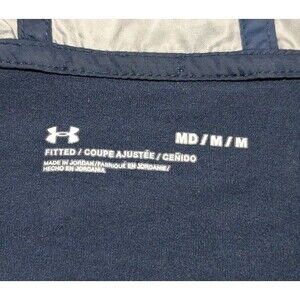 MD / M / M
FITTED / COUPE AJUSTÉE / CEÑIDO
MADE IN JORDAN/FABRIQUÉ EN JORDANIE/
HECHO EN JORDANIA